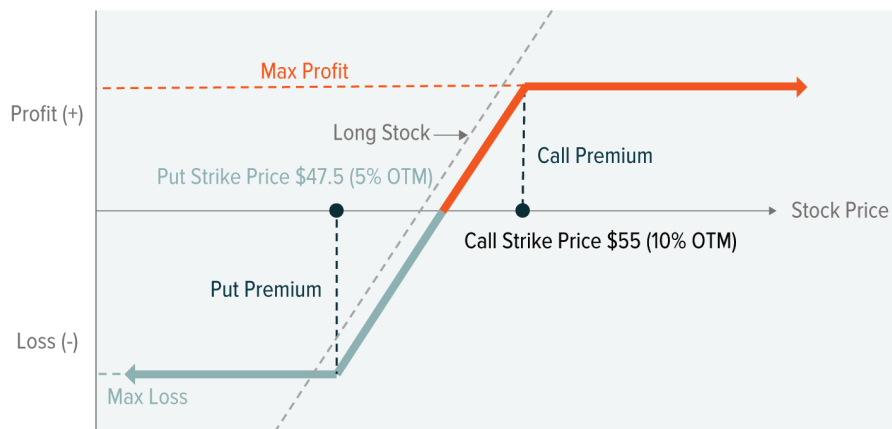 Max Profit
Profit (+)
Long Stock
Call Premium
Put Strike Price $47.5 (5% OTM)
Stock Price
Call Strike Price $55 (10% OTM)
Put Premium
Loss (-)
Max Loss